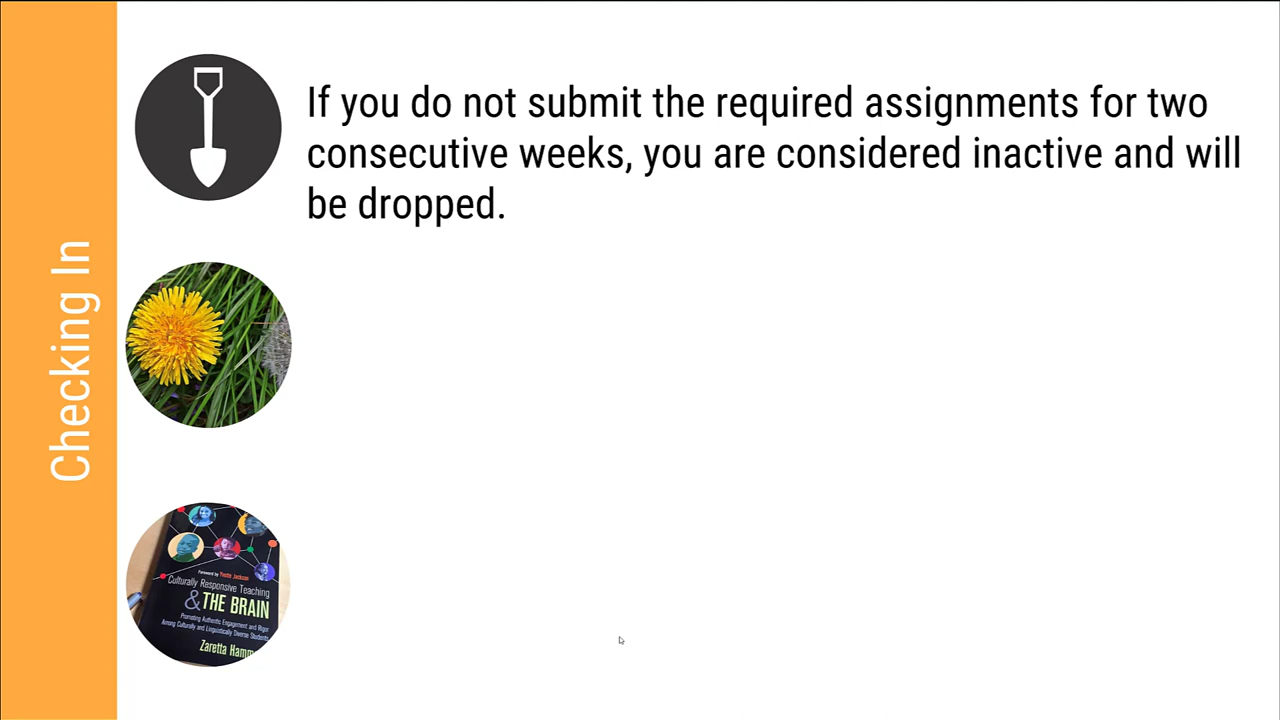 Checking In
If you do not submit the required assignments for two
consecutive weeks, you are considered inactive and will
be dropped.
Foreword by Yvette Jackson
Culturally Responsive Teaching
& THE BRAIN
Promoting Authentic Engagement and Rigor
Among Culturally and Linguistically Diverse Students
Zaretta Hamm